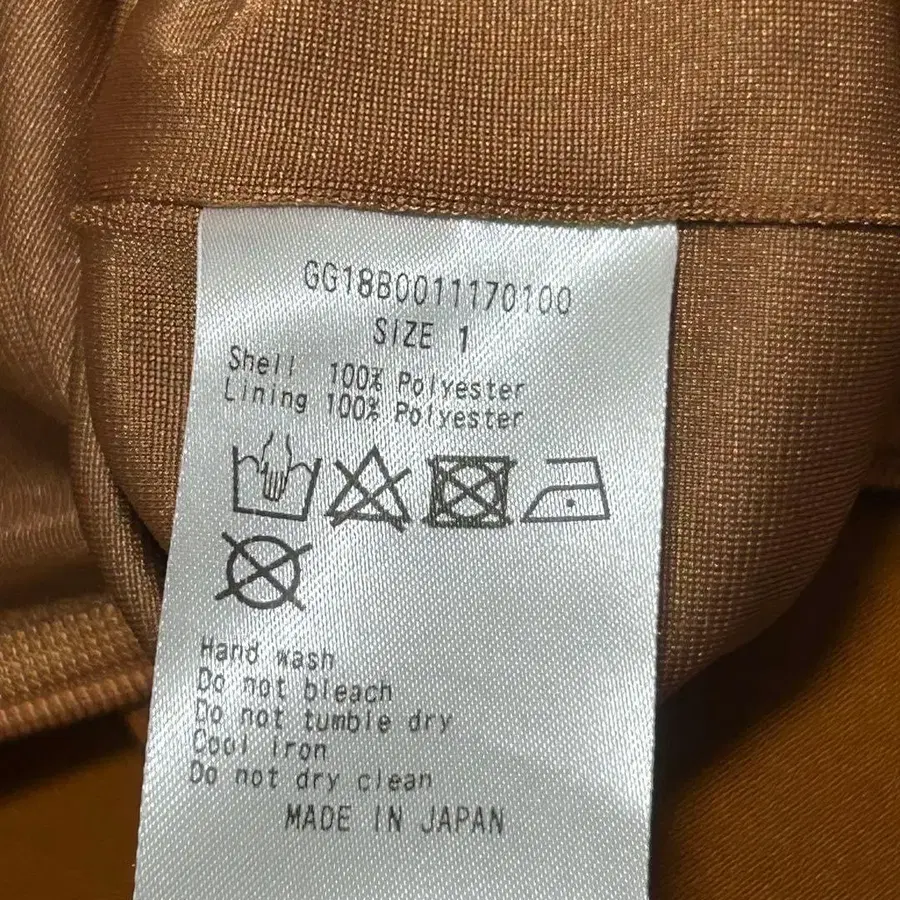 GG18B0011170100
SIZE 1
Shell 100% Polyester
Lining 100% Polyester
Hand wash
Do not bleach
Do not tumble dry
Cool iron
Do not dry clean
MADE IN JAPAN